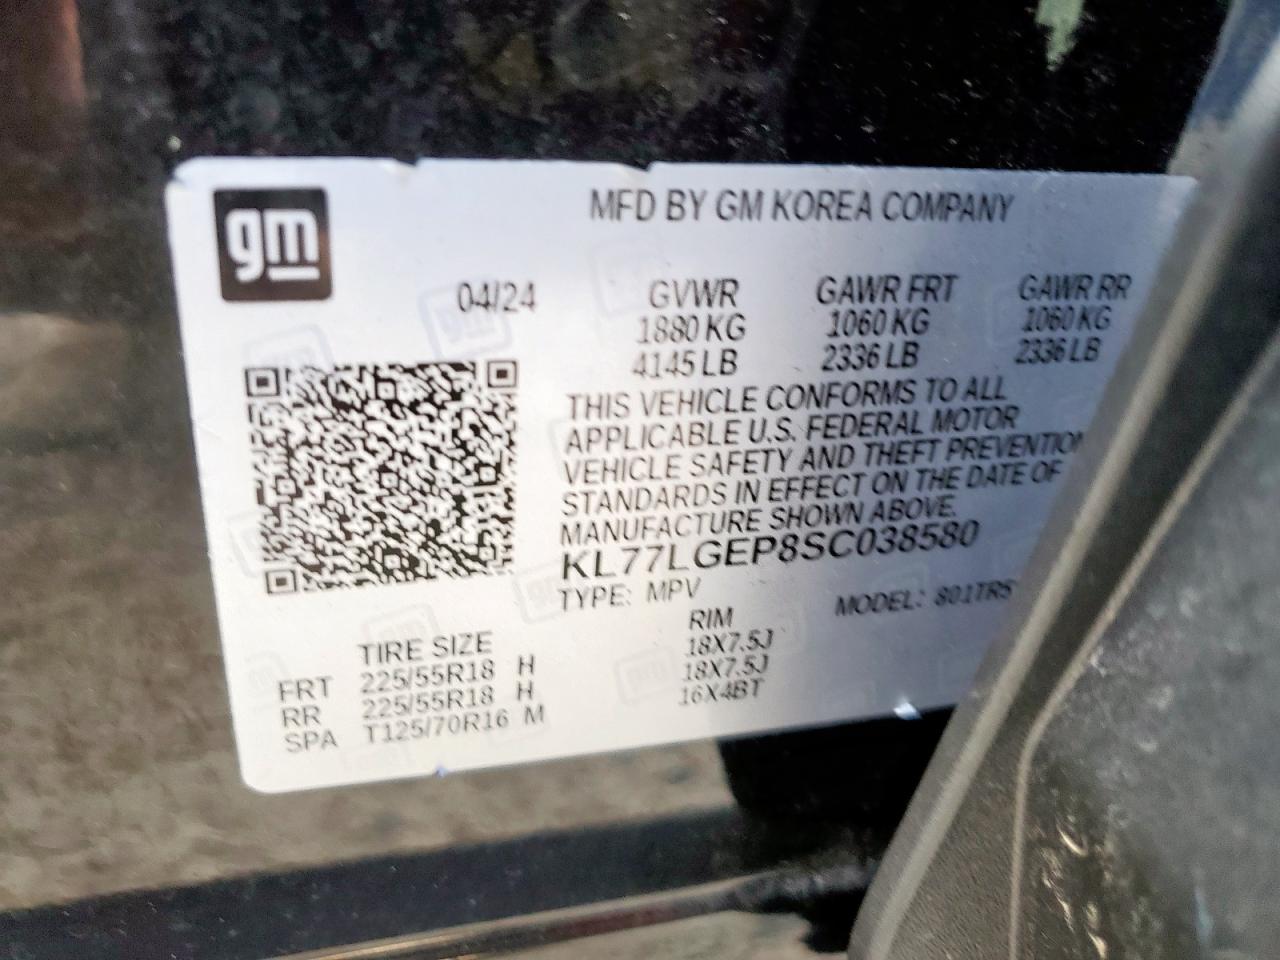 gm
MFD BY GM KOREA COMPANY
04/24
GVWR GAWR FRT GAWR RR
1880 KG 1060 KG 1060 KG
4145 LB 2336 LB 2336 LB
THIS VEHICLE CONFORMS TO ALL
APPLICABLE U.S. FEDERAL MOTOR
VEHICLE SAFETY AND THEFT PREVENTION
STANDARDS IN EFFECT ON THE DATE OF
MANUFACTURE SHOWN ABOVE.
KL77LGEP8SC038580
TYPE: MPV MODEL: 801TR5
TIRE SIZE RIM
FRT 225/55R18 H 18X7.5J
RR 225/55R18 H 18X7.5J
SPA T125/70R16 M 16X4BT